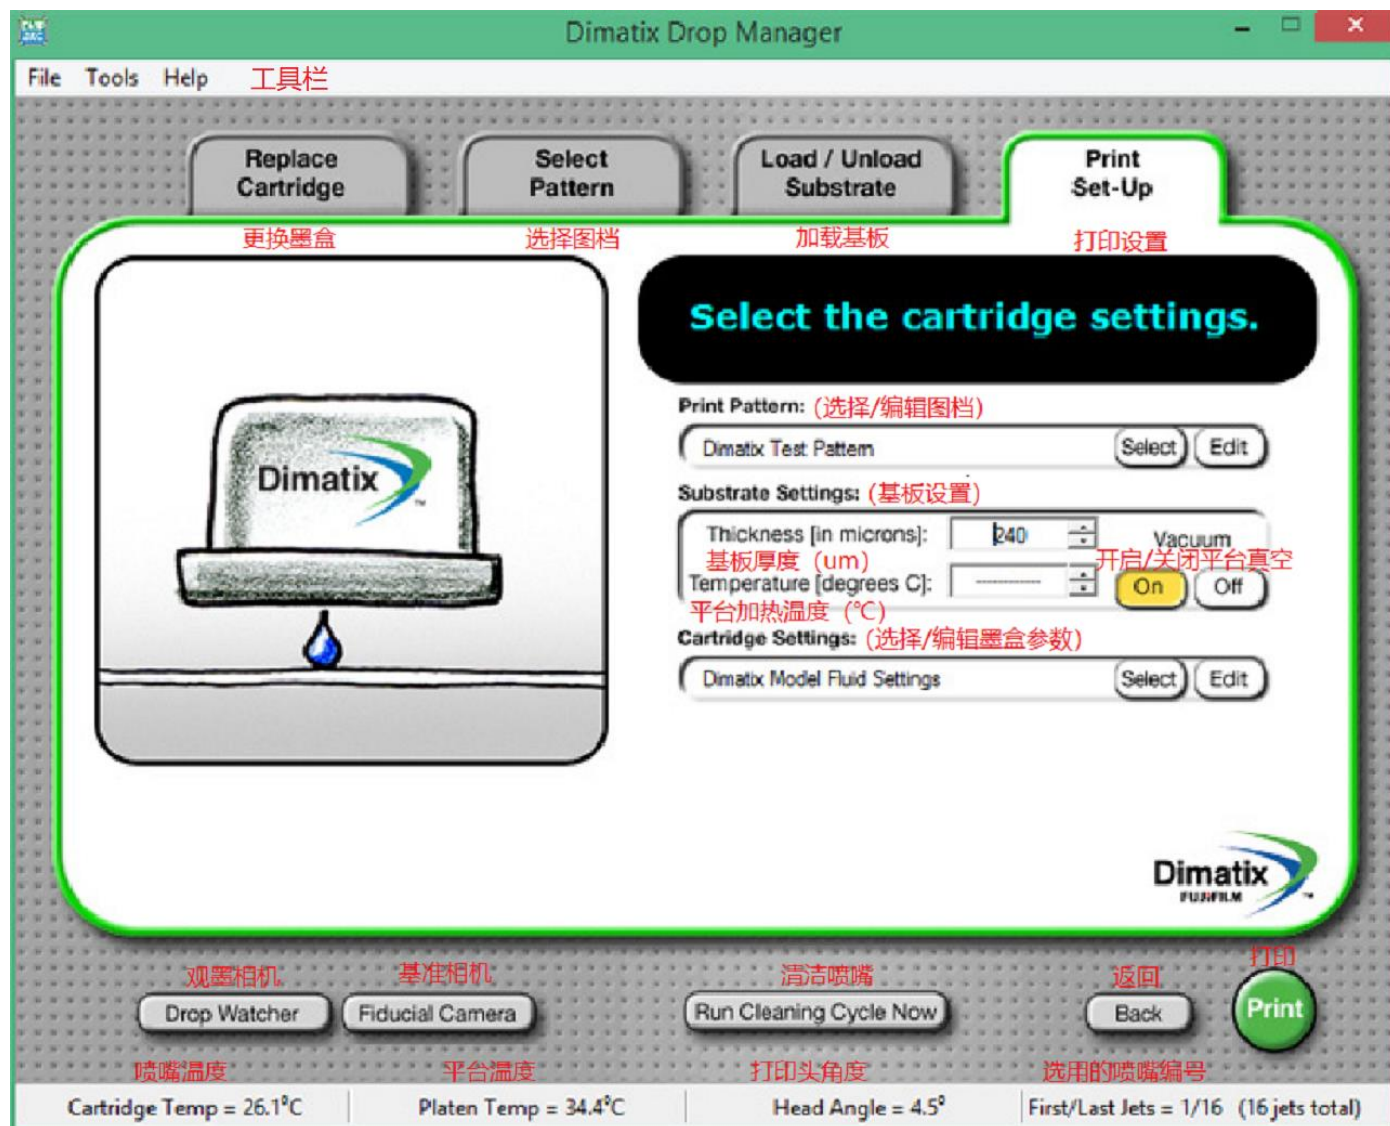 Dimatix Drop Manager
File Tools Help 工具栏
Replace Cartridge
Select Pattern
Load / Unload Substrate
Print Set-Up
更换墨盒
选择图档
加载基板
打印设置
Dimatix
™
Select the cartridge settings.
Print Pattern: (选择/编辑图档)
Dimatix Test Pattern Select Edit
Substrate Settings: (基板设置)
Thickness [in microns]: 240 Vacuum
基板厚度 (um) 开启/关闭平台真空
Temperature [degrees C]: ------------ On Off
平台加热温度 (℃)
Cartridge Settings: (选择/编辑墨盒参数)
Dimatix Model Fluid Settings Select Edit
Dimatix
FUJIFILM ™
观墨相机 基准相机 清洁喷嘴 返回 打印
Drop Watcher Fiducial Camera Run Cleaning Cycle Now Back Print
喷嘴温度 平台温度 打印头角度 选用的喷嘴编号
Cartridge Temp = 26.1⁰C Platen Temp = 34.4⁰C Head Angle = 4.5⁰ First/Last Jets = 1/16 (16 jets total)